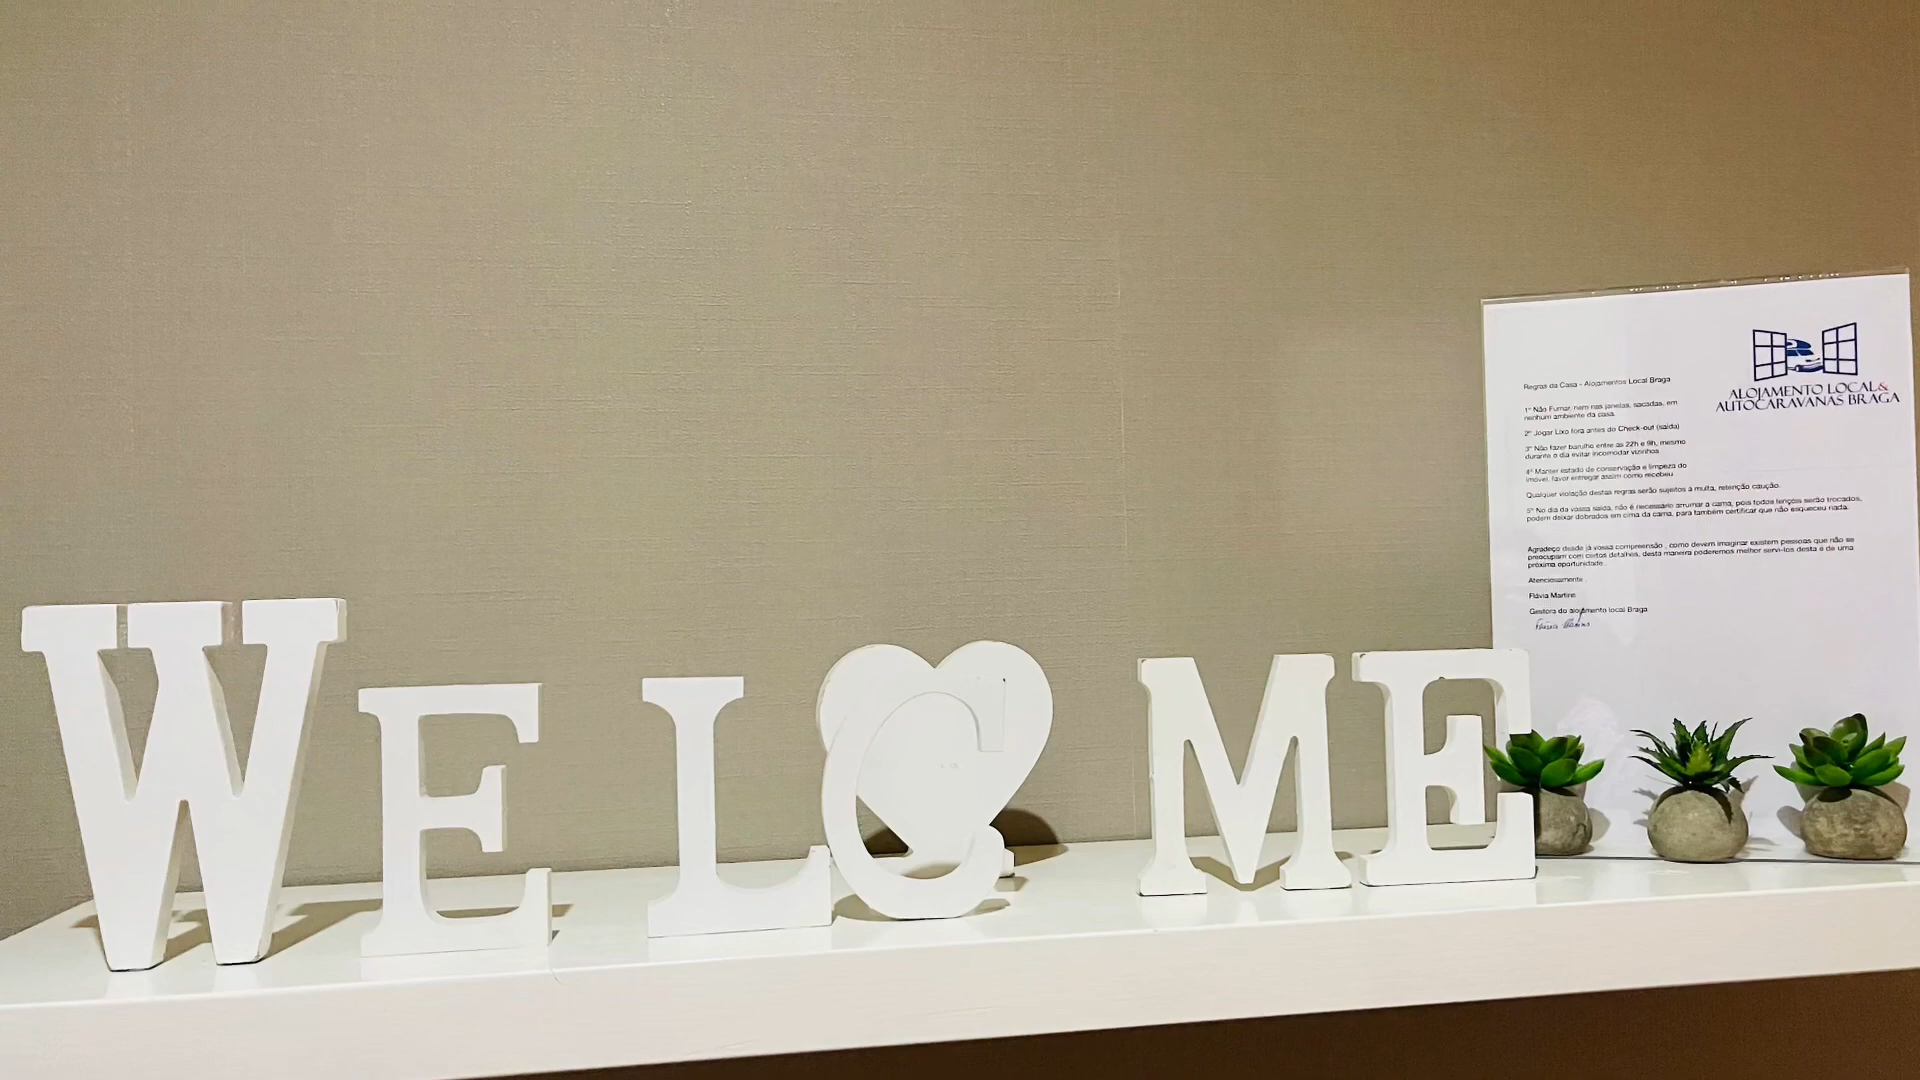 WELCME
ALOJAMENTO LOCAL&
AUTOCARAVANAS BRAGA
Regras da Casa - Alojamentos Local Braga
1º Não Fumar, nem nas janelas, sacadas, em
nenhum ambiente da casa.
2º Jogar Lixo fora antes do Check-out (saída)
3º Não fazer barulho entre as 22h e 9h, mesmo
durante o dia evitar incomodar vizinhos
4º Manter estado de conservação e limpeza do
imóvel, favor entregar assim como recebeu
Qualquer violação destas regras serão sujeitos à multa, retenção caução.
5º No dia da vossa saída, não é necessário arrumar a cama, pois todos lençóis serão trocados,
podem deixar dobrados em cima da cama, para também certificar que não esqueceu nada.
Agradeço desde já vossa compreensão , como devem imaginar existem pessoas que não se
preocupam com certos detalhes, desta maneira poderemos melhor servi-los desta e de uma
próxima oportunidade.
Atenciosamente .
Flávia Martins
Gestora do alojamento local Braga